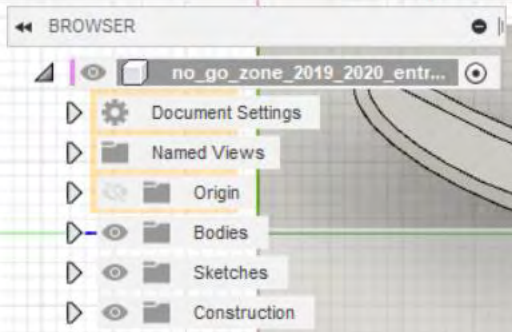 BROWSER
no_go_zone_2019_2020_entr...
Document Settings
Named Views
Origin
Bodies
Sketches
Construction